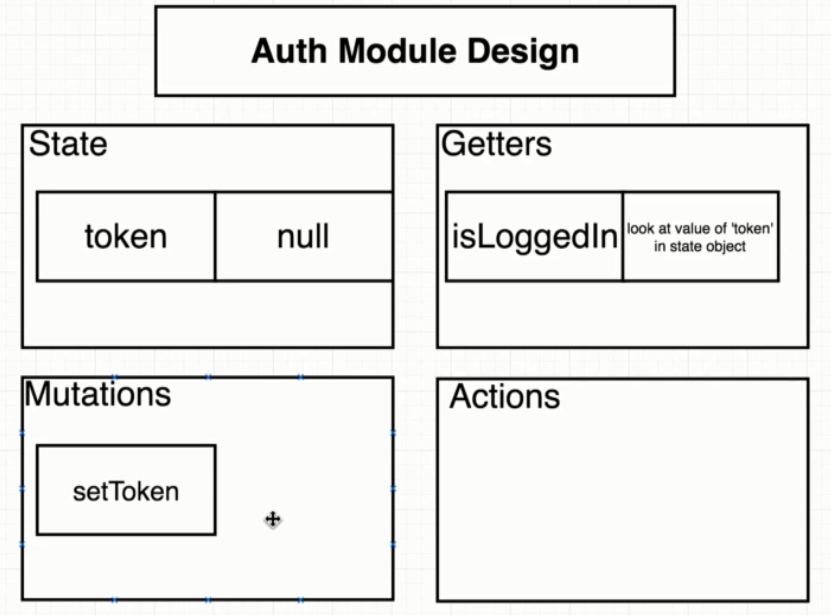 Auth Module Design
State
token
null
Getters
isLoggedIn
look at value of 'token'
in state object
Mutations
setToken
Actions